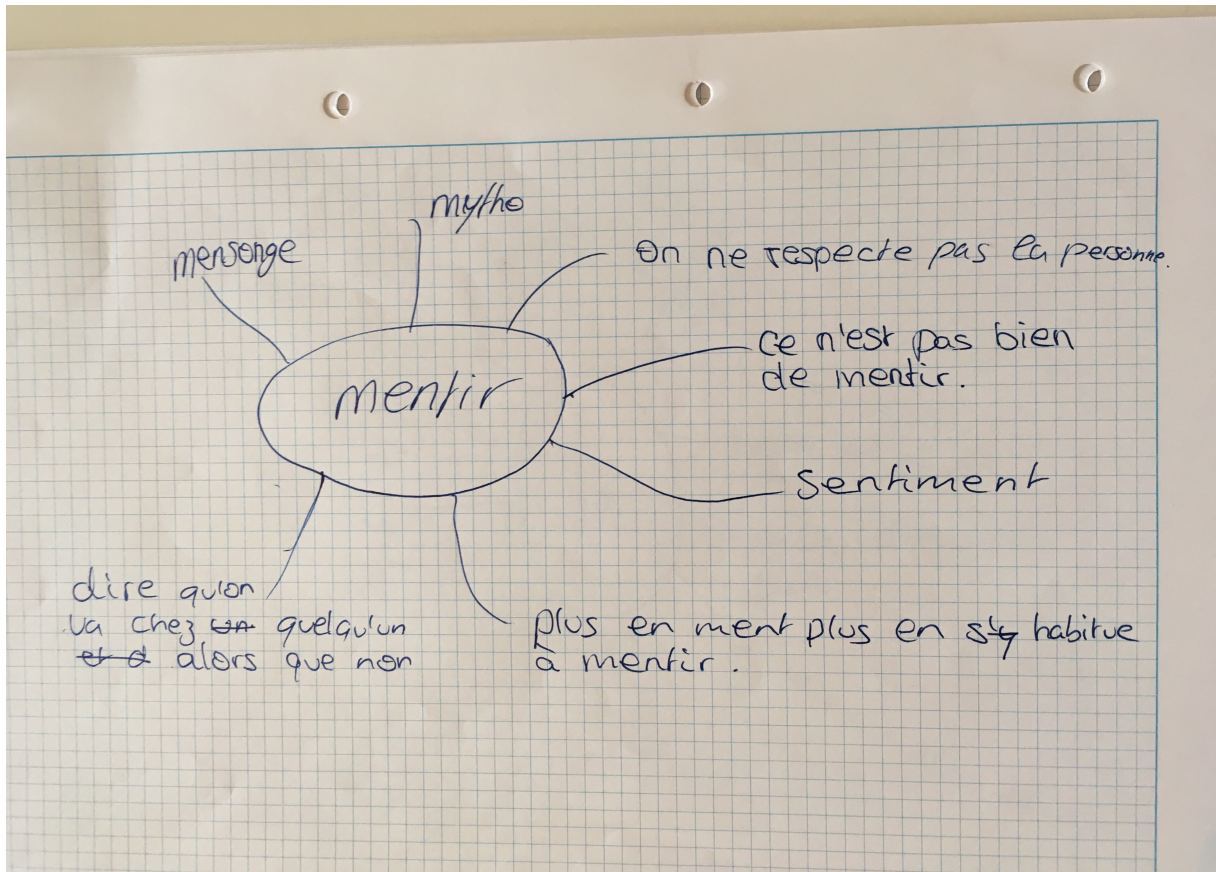 mytho
mensonge
On ne respecte pas la personne.
ce n'est pas bien
de mentir.
mentir
Sentiment
dire qu'on
va chez un quelqu'un
alors que non
plus en ment plus en s'y habitue
à mentir.